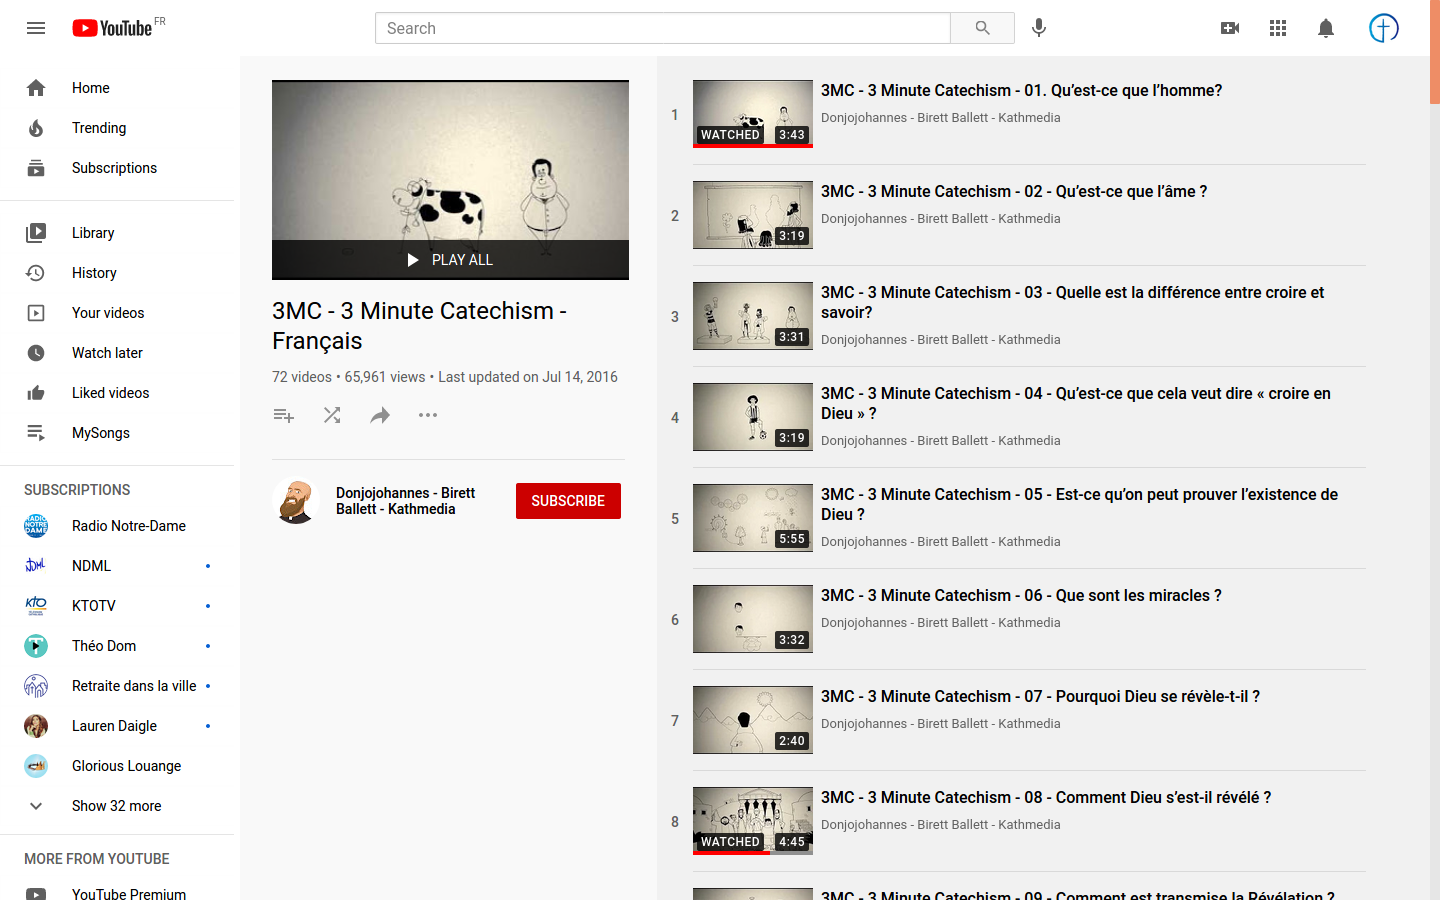 YouTube FR
Search
Home
Trending
Subscriptions
Library
History
Your videos
Watch later
Liked videos
MySongs
SUBSCRIPTIONS
Radio Notre-Dame
NDML
KTOTV
Théo Dom
Retraite dans la ville
Lauren Daigle
Glorious Louange
Show 32 more
MORE FROM YOUTUBE
YouTube Premium
PLAY ALL
3MC - 3 Minute Catechism -
Français
72 videos • 65,961 views • Last updated on Jul 14, 2016
Donjojohannes - Birett
Ballett - Kathmedia
SUBSCRIBE
1
WATCHED 3:43
3MC - 3 Minute Catechism - 01. Qu’est-ce que l’homme?
Donjojohannes - Birett Ballett - Kathmedia
2
3:19
3MC - 3 Minute Catechism - 02 - Qu’est-ce que l’âme ?
Donjojohannes - Birett Ballett - Kathmedia
3
3:31
3MC - 3 Minute Catechism - 03 - Quelle est la différence entre croire et
savoir?
Donjojohannes - Birett Ballett - Kathmedia
4
3:19
3MC - 3 Minute Catechism - 04 - Qu’est-ce que cela veut dire « croire en
Dieu » ?
Donjojohannes - Birett Ballett - Kathmedia
5
5:55
3MC - 3 Minute Catechism - 05 - Est-ce qu’on peut prouver l’existence de
Dieu ?
Donjojohannes - Birett Ballett - Kathmedia
6
3:32
3MC - 3 Minute Catechism - 06 - Que sont les miracles ?
Donjojohannes - Birett Ballett - Kathmedia
7
2:40
3MC - 3 Minute Catechism - 07 - Pourquoi Dieu se révèle-t-il ?
Donjojohannes - Birett Ballett - Kathmedia
8
WATCHED 4:45
3MC - 3 Minute Catechism - 08 - Comment Dieu s’est-il révélé ?
Donjojohannes - Birett Ballett - Kathmedia
3MC - 3 Minute Catechism - 09 - Comment est transmise la Révélation ?